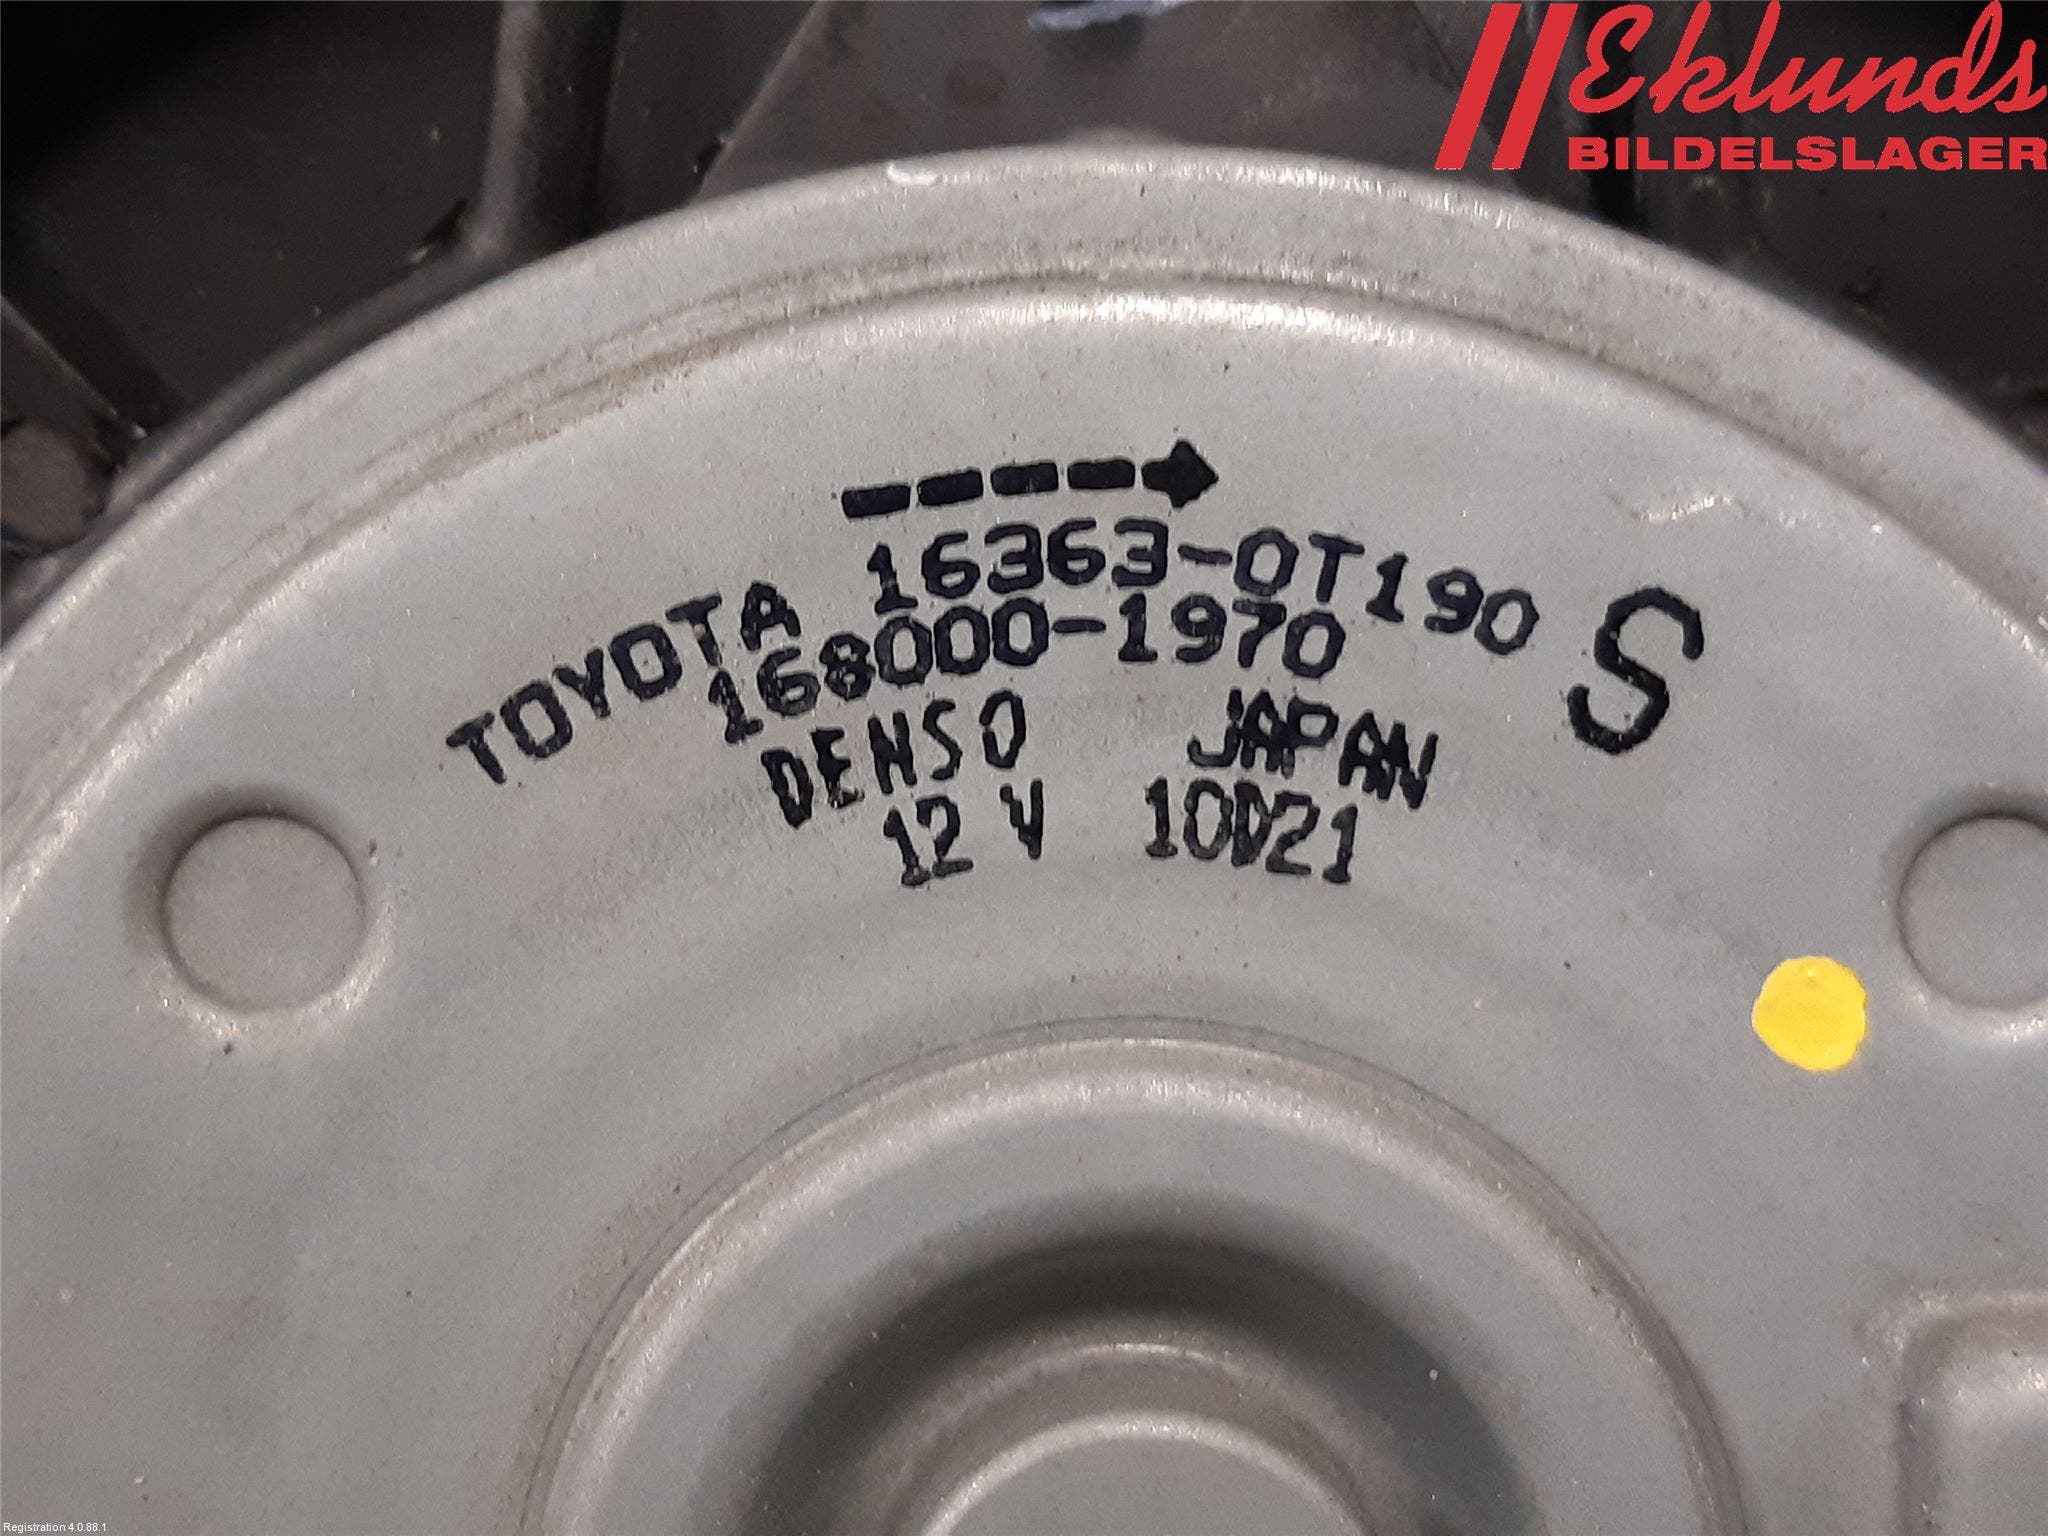 Eklunds
BILDELSLAGER
TOYOTA 16363-0T190 S
168000-1970
DENSO JAPAN
12 V 10D21
Registration 4.0.88.1